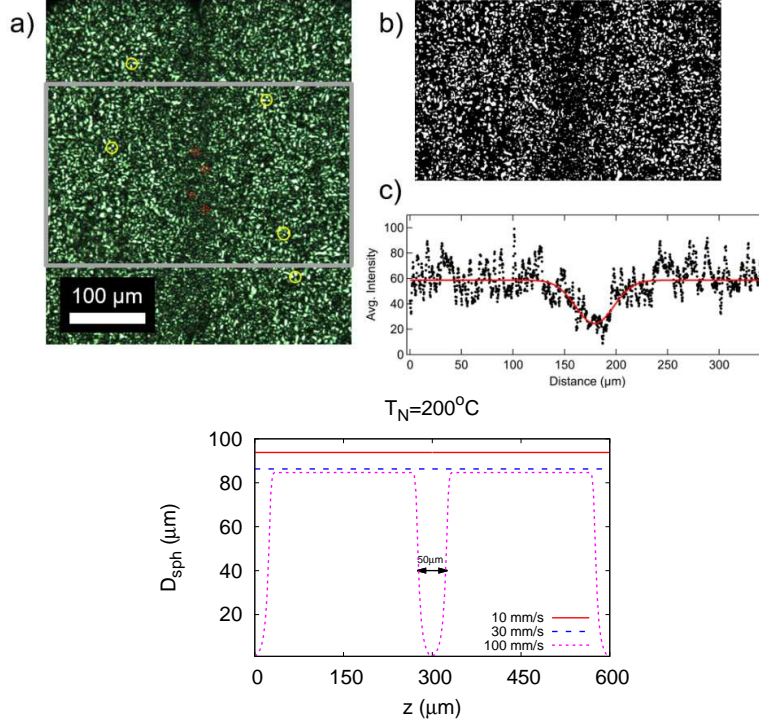 a)
100 µm
b)
c)
100
80
60
40
20
0
Avg. Intensity
0 50 100 150 200 250 300
Distance (µm)
T_N=200°C
100
80
60
40
20
D_sph (µm)
50µm
10 mm/s
30 mm/s
100 mm/s
0 150 300 450 600
z (µm)